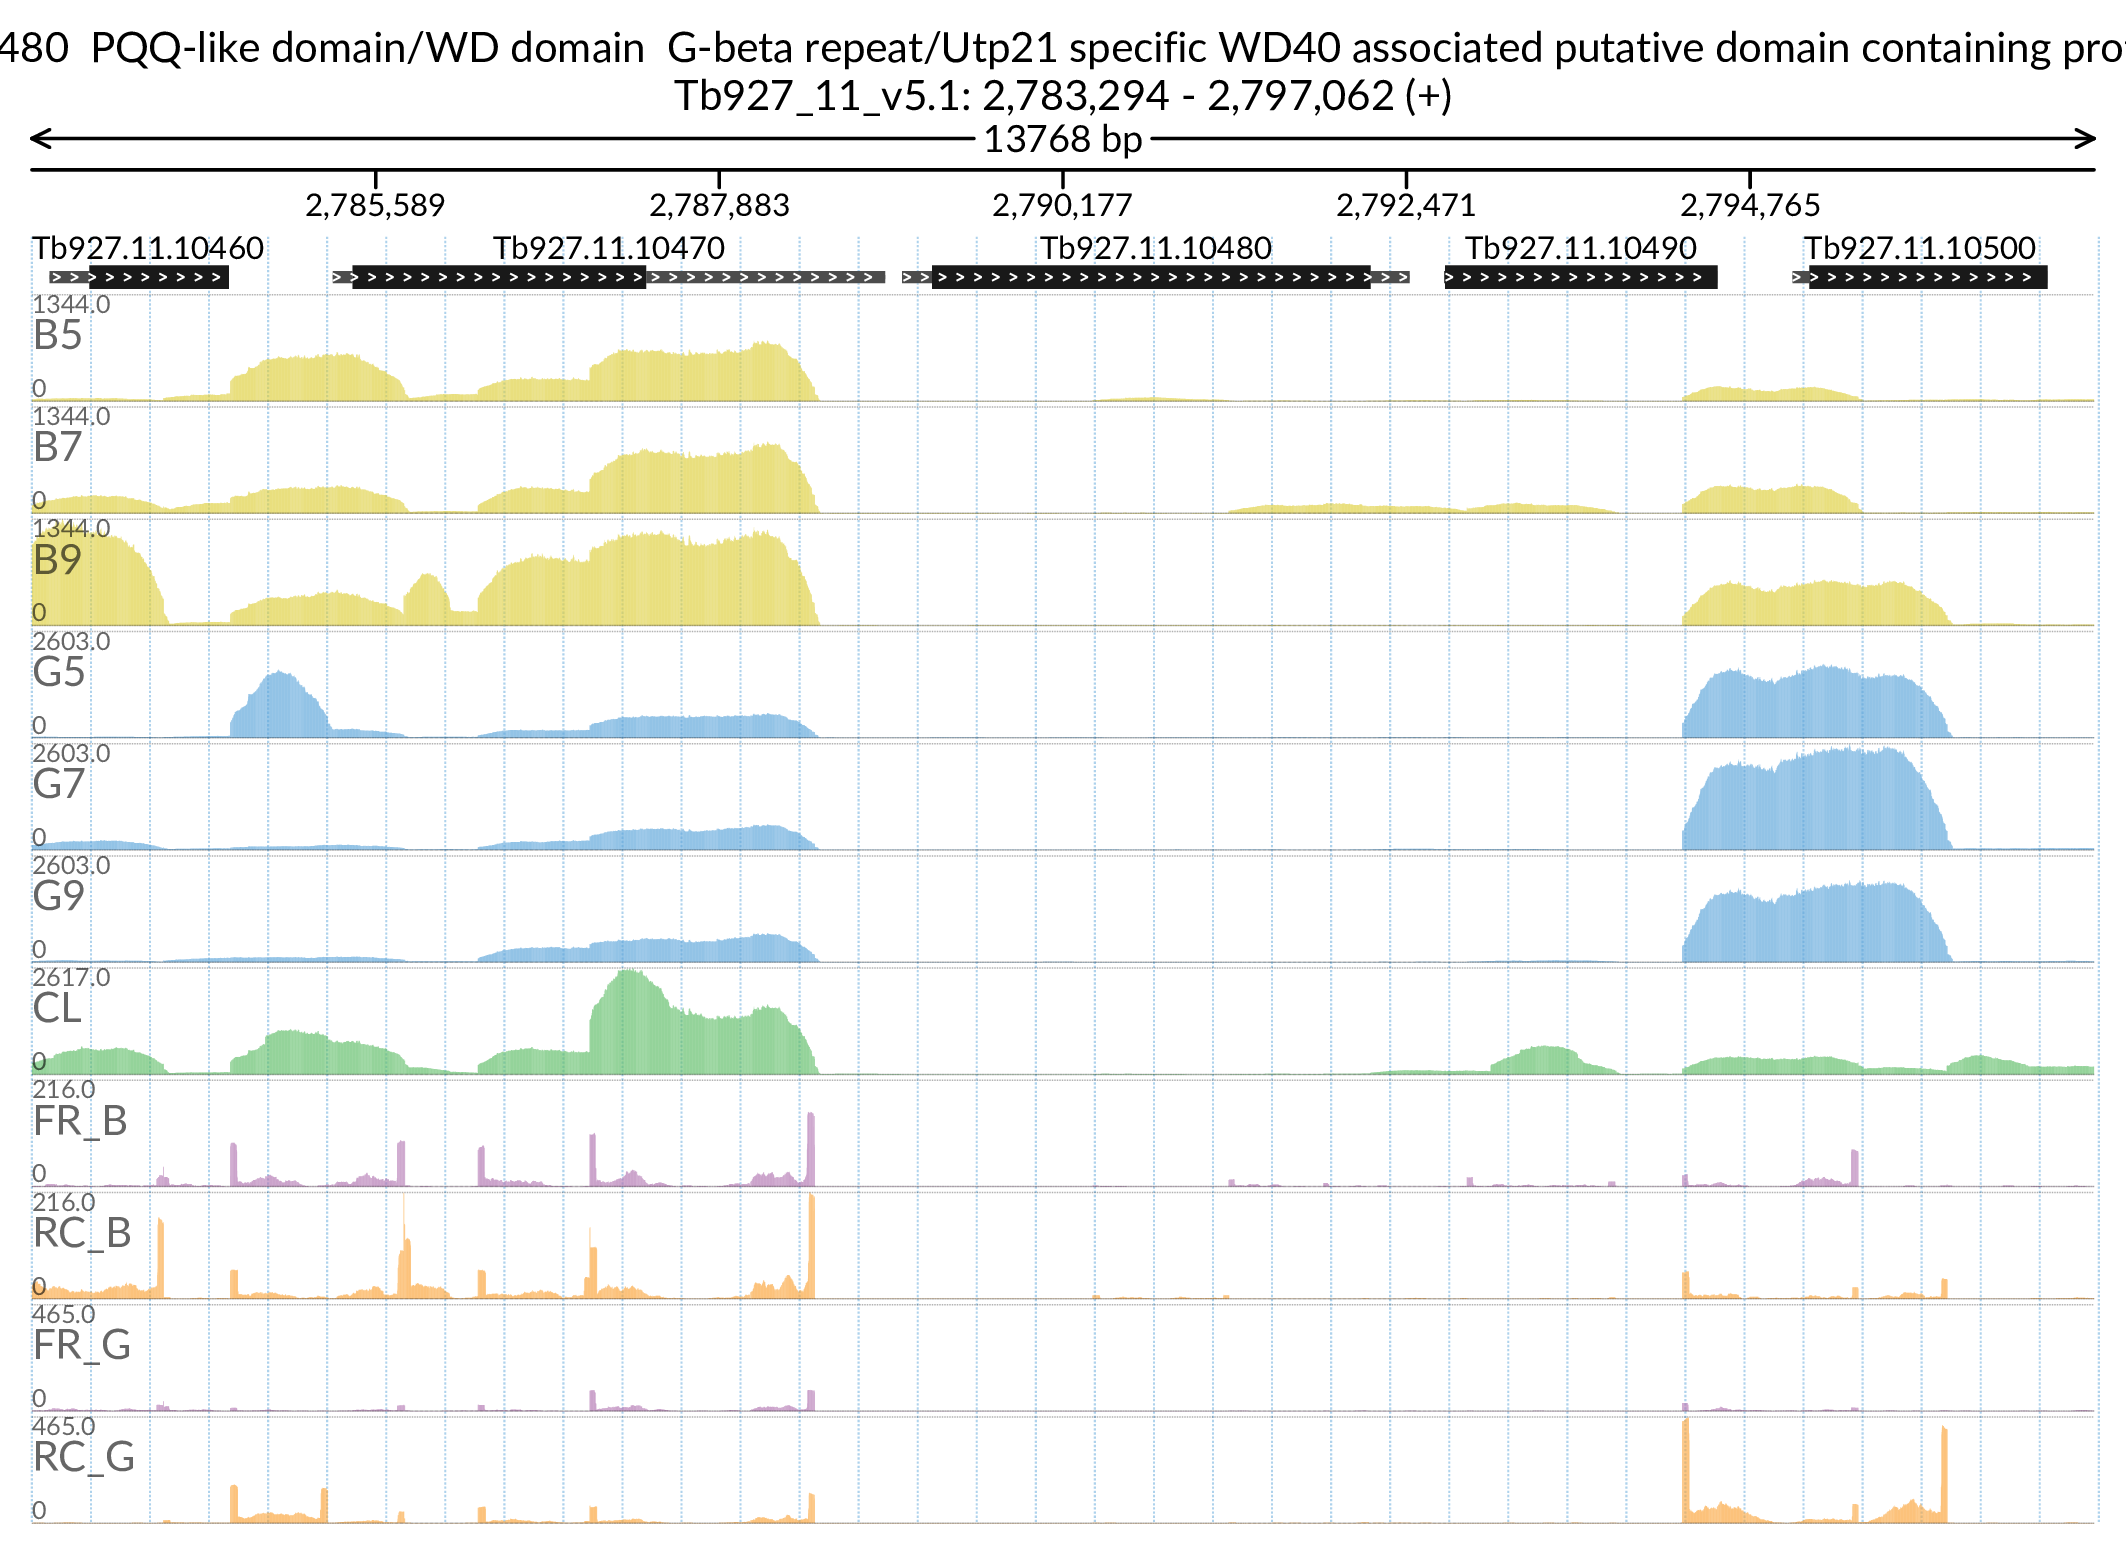 480 PQQ-like domain/WD domain G-beta repeat/Utp21 specific WD40 associated putative domain containing pro
Tb927_11_v5.1: 2,783,294 - 2,797,062 (+)
13768 bp
2,785,589 2,787,883 2,790,177 2,792,471 2,794,765
Tb927.11.10460 Tb927.11.10470 Tb927.11.10480 Tb927.11.10490 Tb927.11.10500
1344.0
B5
0
1344.0
B7
0
1344.0
B9
0
2603.0
G5
0
2603.0
G7
0
2603.0
G9
0
2617.0
CL
0
216.0
FR_B
0
216.0
RC_B
0
465.0
FR_G
0
465.0
RC_G
0